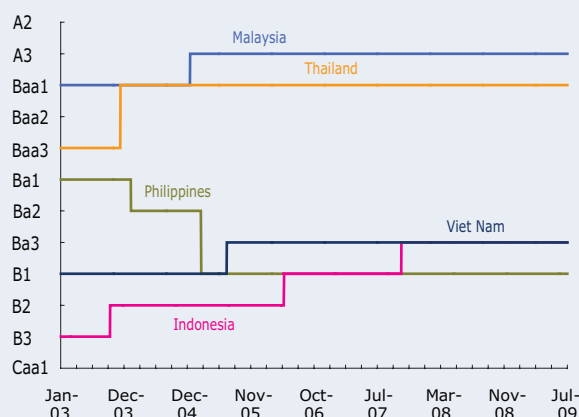 A2
Malaysia
A3
Thailand
Baa1
Baa2
Baa3
Ba1
Philippines
Ba2
Viet Nam
Ba3
B1
B2
Indonesia
B3
Caa1
Jan- Dec- Dec- Nov- Oct- Jul- Mar- Nov- Jul-
03 03 04 05 06 07 08 08 09